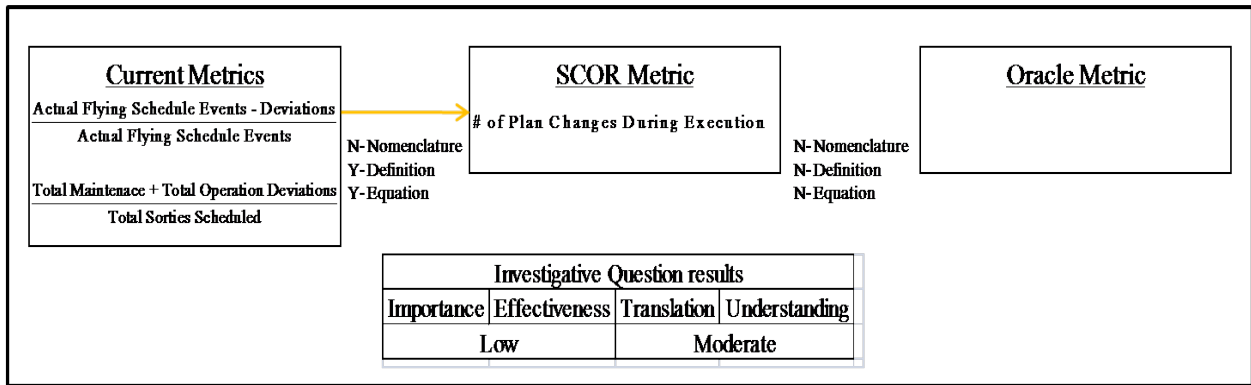 Current Metrics
Actual Flying Schedule Events - Deviations
Actual Flying Schedule Events
Total Maintenace + Total Operation Deviations
Total Sorties Scheduled
N-Nomenclature
Y-Definition
Y-Equation
SCOR Metric
# of Plan Changes During Execution
N-Nomenclature
N-Definition
N-Equation
Oracle Metric
Investigative Question results
Importance Effectiveness Translation Understanding
Low Moderate